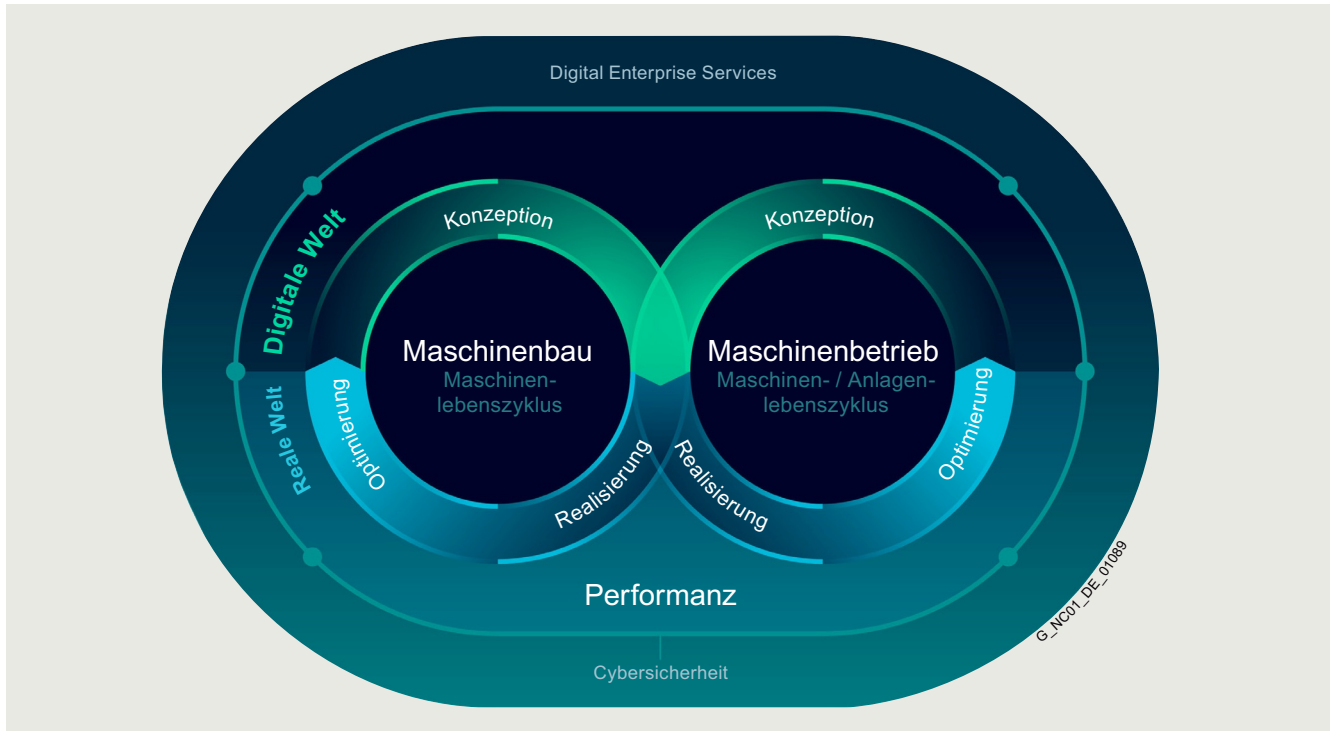 Digital Enterprise Services
Digitale Welt
Reale Welt
Konzeption
Konzeption
Maschinenbau
Maschinen-
lebenszyklus
Maschinenbetrieb
Maschinen- / Anlagen-
lebenszyklus
Optimierung
Realisierung
Realisierung
Optimierung
Performanz
Cybersicherheit
G_NC01_DE_01089